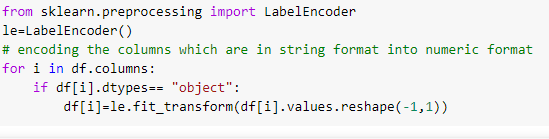 from sklearn.preprocessing import LabelEncoder
le=LabelEncoder()
# encoding the columns which are in string format into numeric format
for i in df.columns:
    if df[i].dtypes== "object":
        df[i]=le.fit_transform(df[i].values.reshape(-1,1))